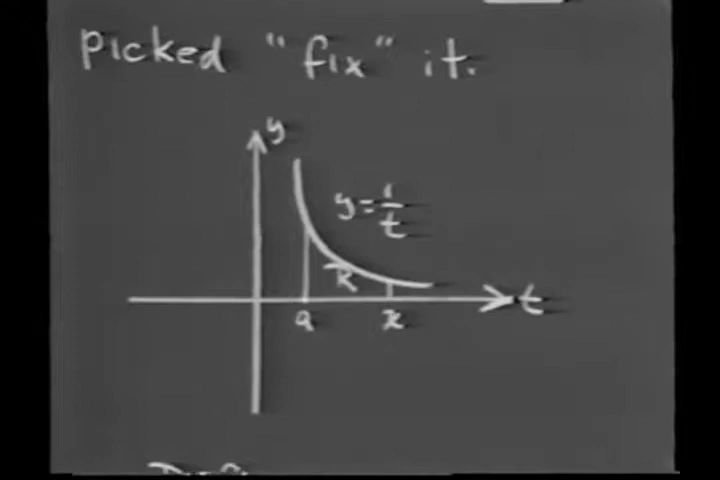 picked "fix" it.
y
y = 1/t
R
t
a
x